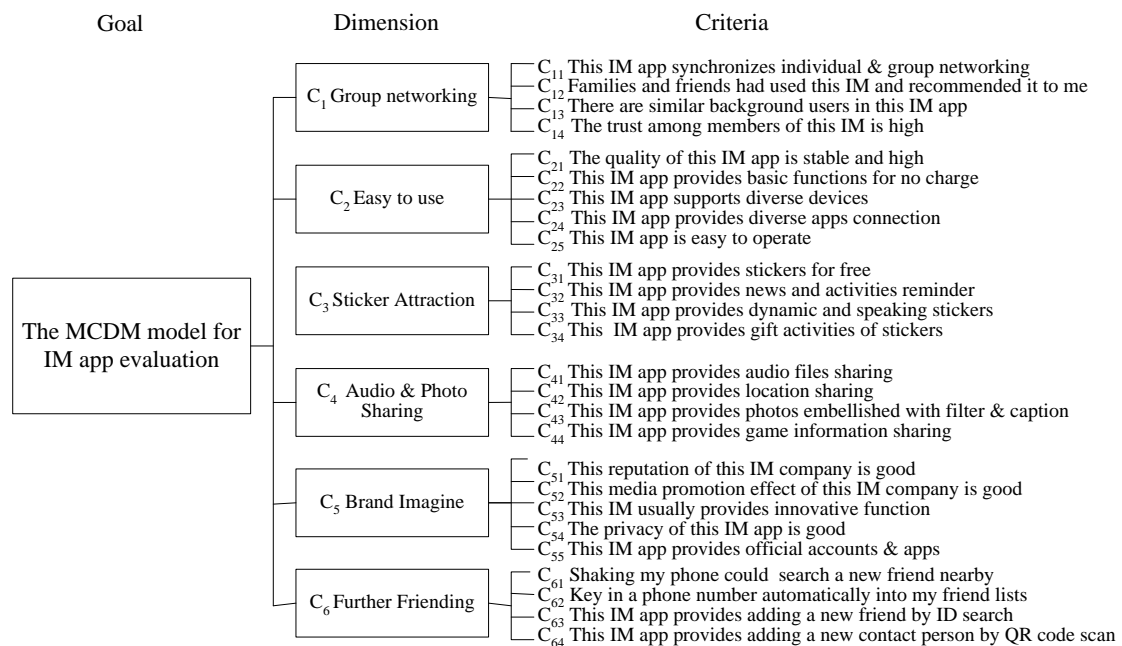 Goal
Dimension
Criteria
The MCDM model for
IM app evaluation
C1 Group networking
C11 This IM app synchronizes individual & group networking
C12 Families and friends had used this IM and recommended it to me
C13 There are similar background users in this IM app
C14 The trust among members of this IM is high
C2 Easy to use
C21 The quality of this IM app is stable and high
C22 This IM app provides basic functions for no charge
C23 This IM app supports diverse devices
C24 This IM app provides diverse apps connection
C25 This IM app is easy to operate
C3 Sticker Attraction
C31 This IM app provides stickers for free
C32 This IM app provides news and activities reminder
C33 This IM app provides dynamic and speaking stickers
C34 This IM app provides gift activities of stickers
C4 Audio & Photo
Sharing
C41 This IM app provides audio files sharing
C42 This IM app provides location sharing
C43 This IM app provides photos embellished with filter & caption
C44 This IM app provides game information sharing
C5 Brand Imagine
C51 This reputation of this IM company is good
C52 This media promotion effect of this IM company is good
C53 This IM usually provides innovative function
C54 The privacy of this IM app is good
C55 This IM app provides official accounts & apps
C6 Further Friending
C61 Shaking my phone could search a new friend nearby
C62 Key in a phone number automatically into my friend lists
C63 This IM app provides adding a new friend by ID search
C64 This IM app provides adding a new contact person by QR code scan